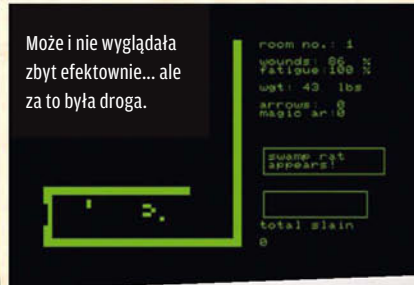 Może i nie wyglądała
zbyt efektownie... ale
za to była droga.
room no.: 1
wounds: 86 %
fatigue:100 %
wgt: 43 lbs
arrows: 0
magic ar:0
swamp rat
appears!
total slain
0